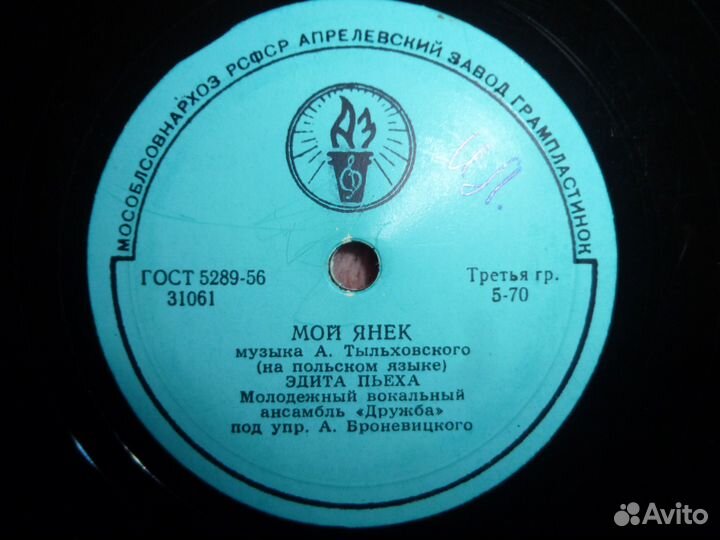 МОСОБЛСОВНАРХОЗ РСФСР АПРЕЛЕВСКИЙ ЗАВОД ГРАМПЛАСТИНОК
АЗ
ГОСТ 5289-56
31061
Третья гр.
5-70
МОЙ ЯНЕК
музыка А. Тыльховского
(на польском языке)
ЭДИТА ПЬЕХА
Молодежный вокальный
ансамбль «Дружба»
под упр. А. Броневицкого
Avito